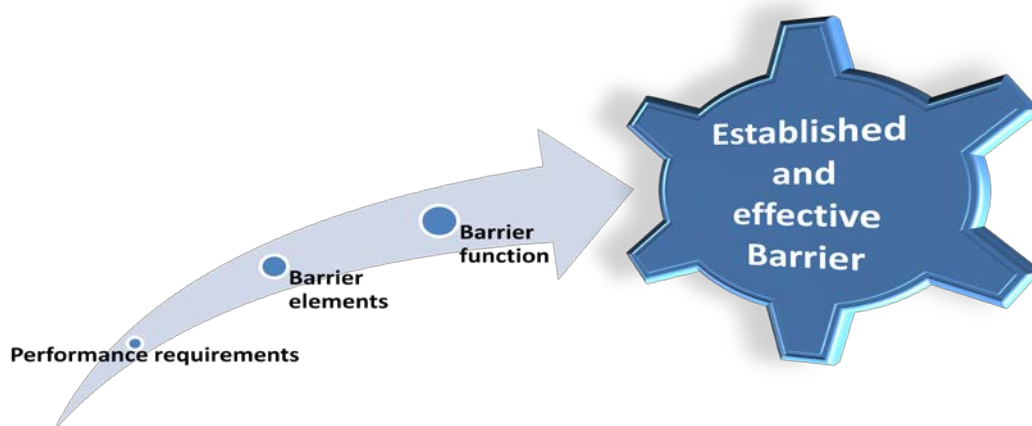 Established
and
effective
Barrier
Barrier
function
Barrier
elements
Performance requirements